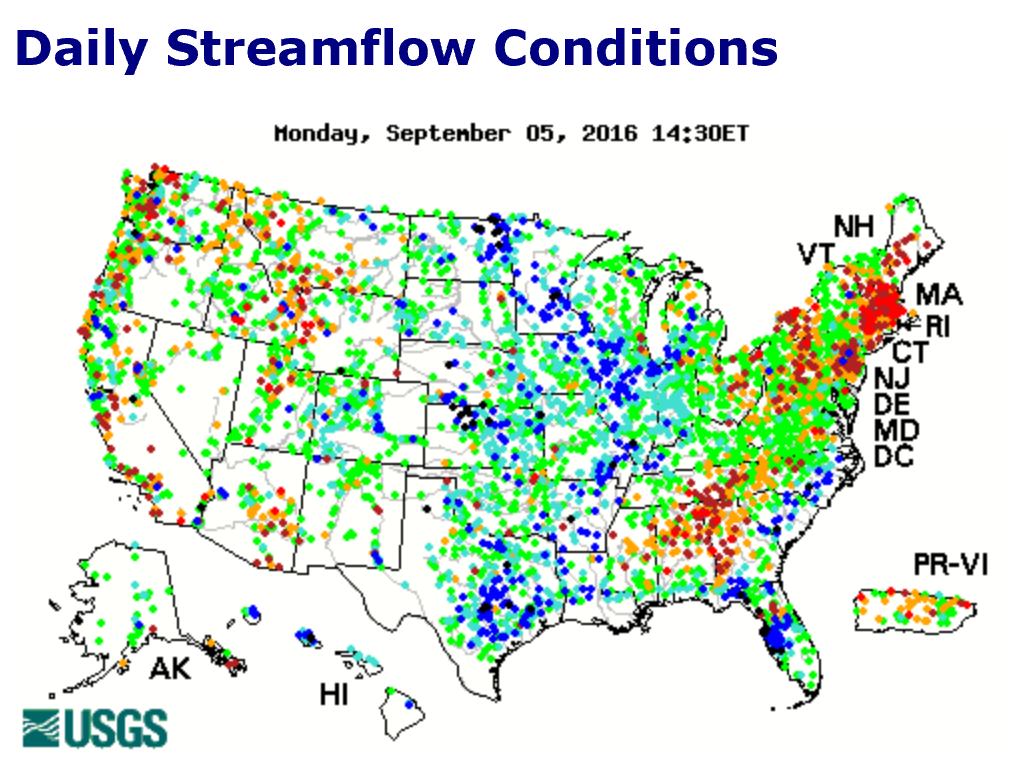 Daily Streamflow Conditions
Monday, September 05, 2016 14:30ET
NH
VT
MA
RI
CT
NJ
DE
MD
DC
PR-VI
AK
HI
USGS